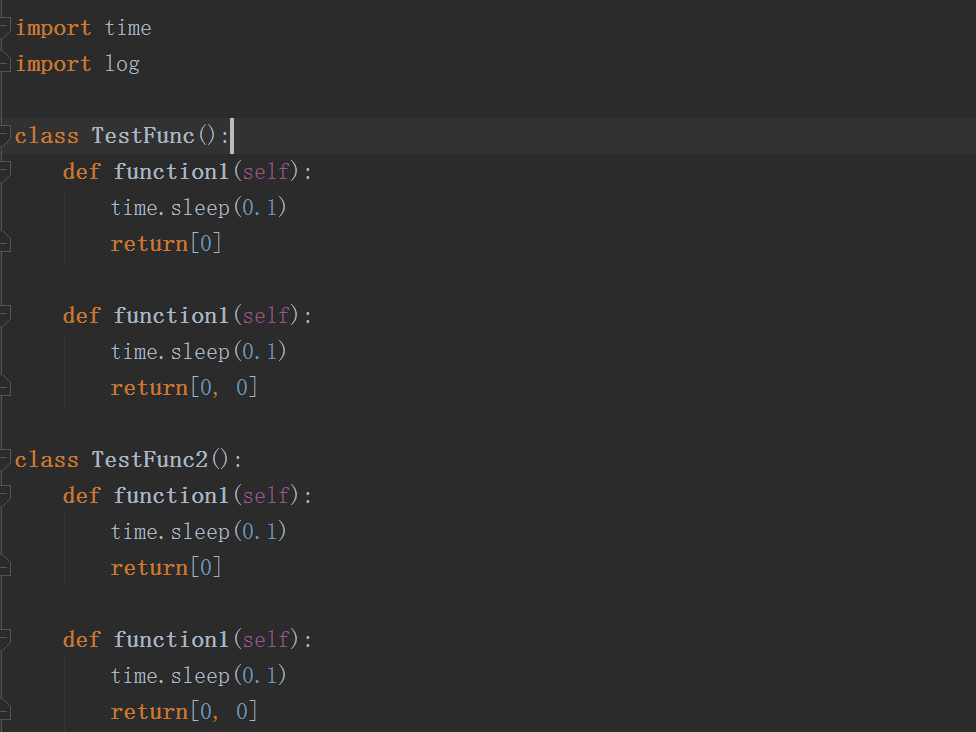 import time
import log
class TestFunc():
def function1(self):
time.sleep(0.1)
return[0]
def function1(self):
time.sleep(0.1)
return[0, 0]
class TestFunc2():
def function1(self):
time.sleep(0.1)
return[0]
def function1(self):
time.sleep(0.1)
return[0, 0]